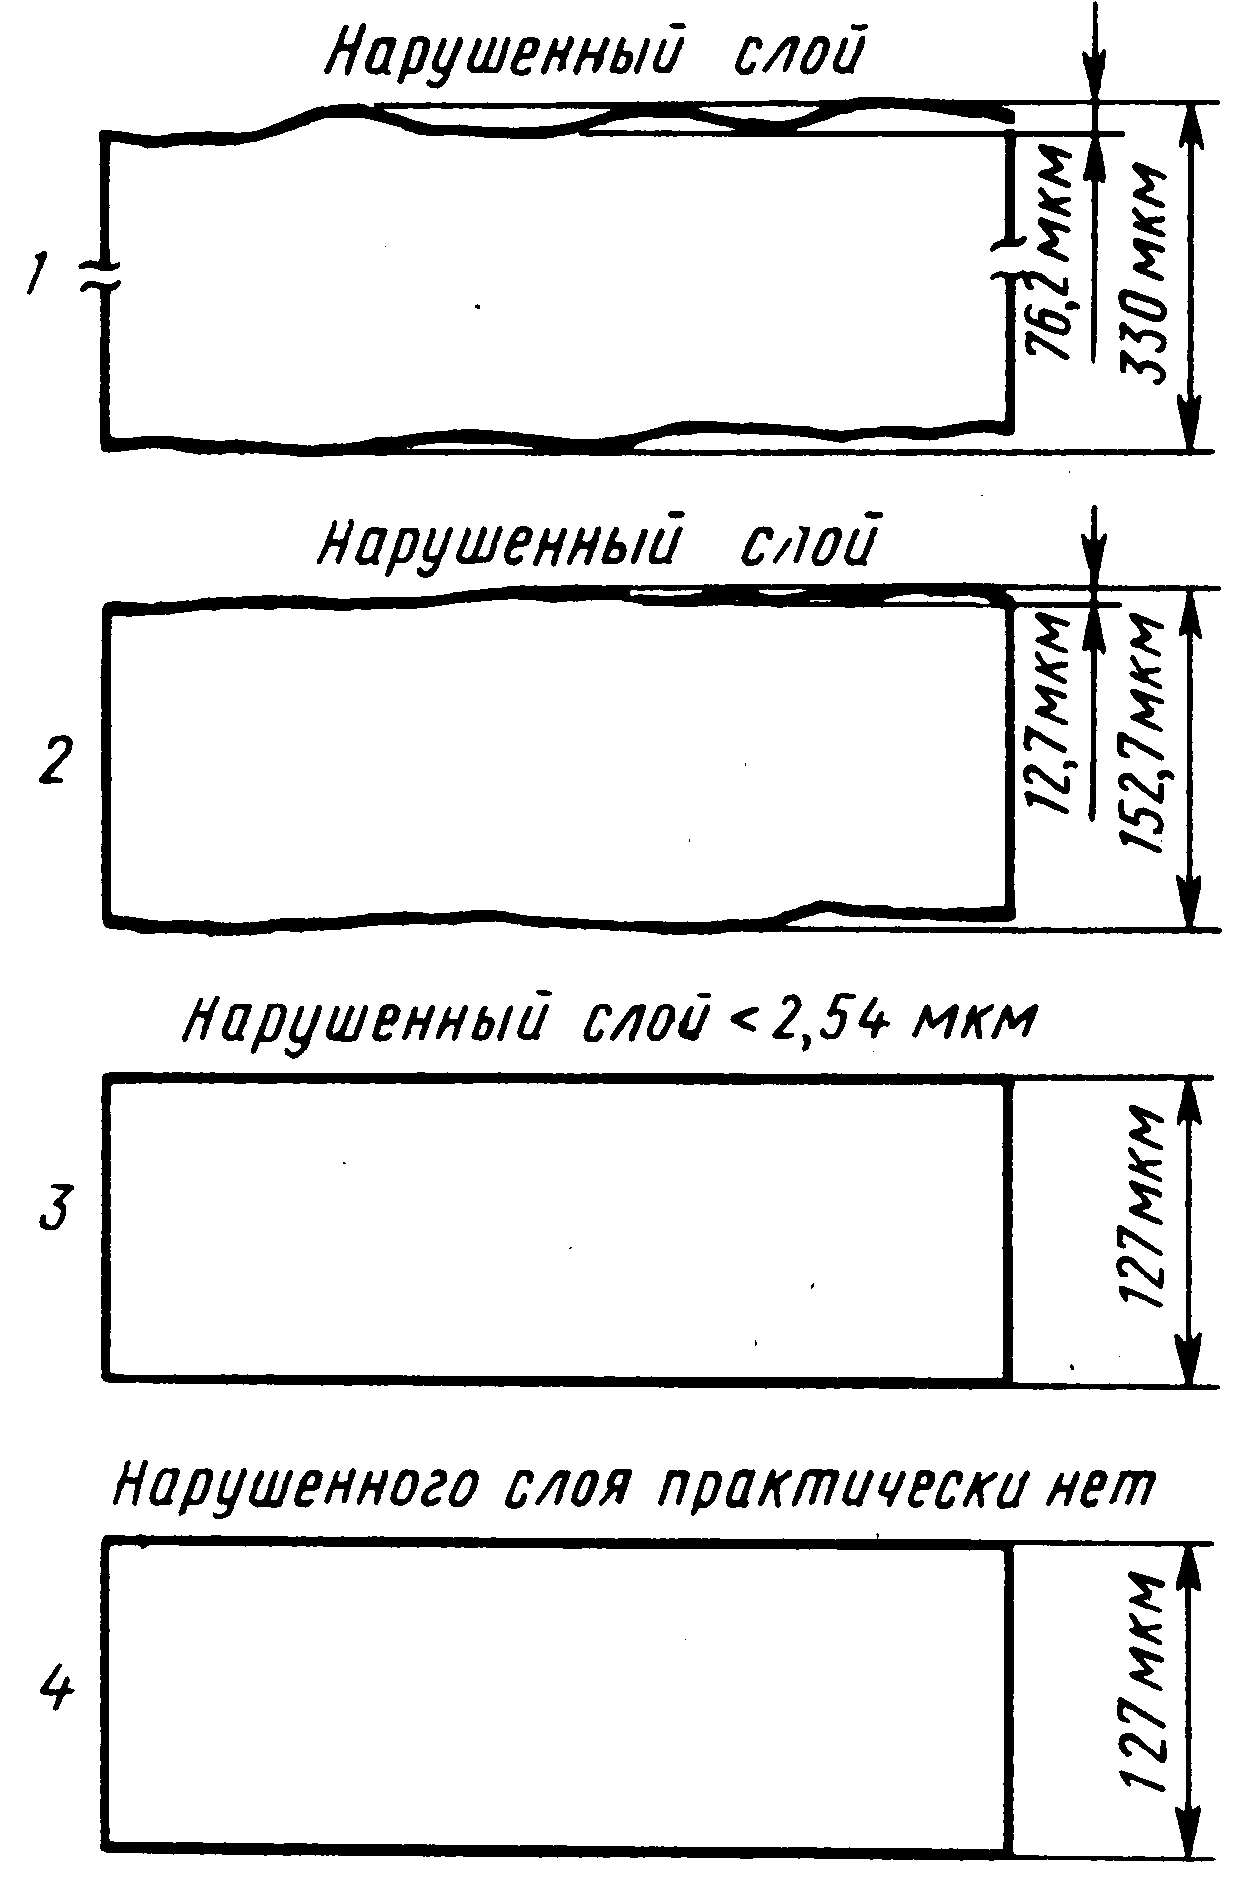 Нарушенный слой
1
76,2 мкм
330 мкм
Нарушенный слой
2
12,7 мкм
152,7 мкм
Нарушенный слой < 2,54 мкм
3
127 мкм
Нарушенного слоя практически нет
4
127 мкм